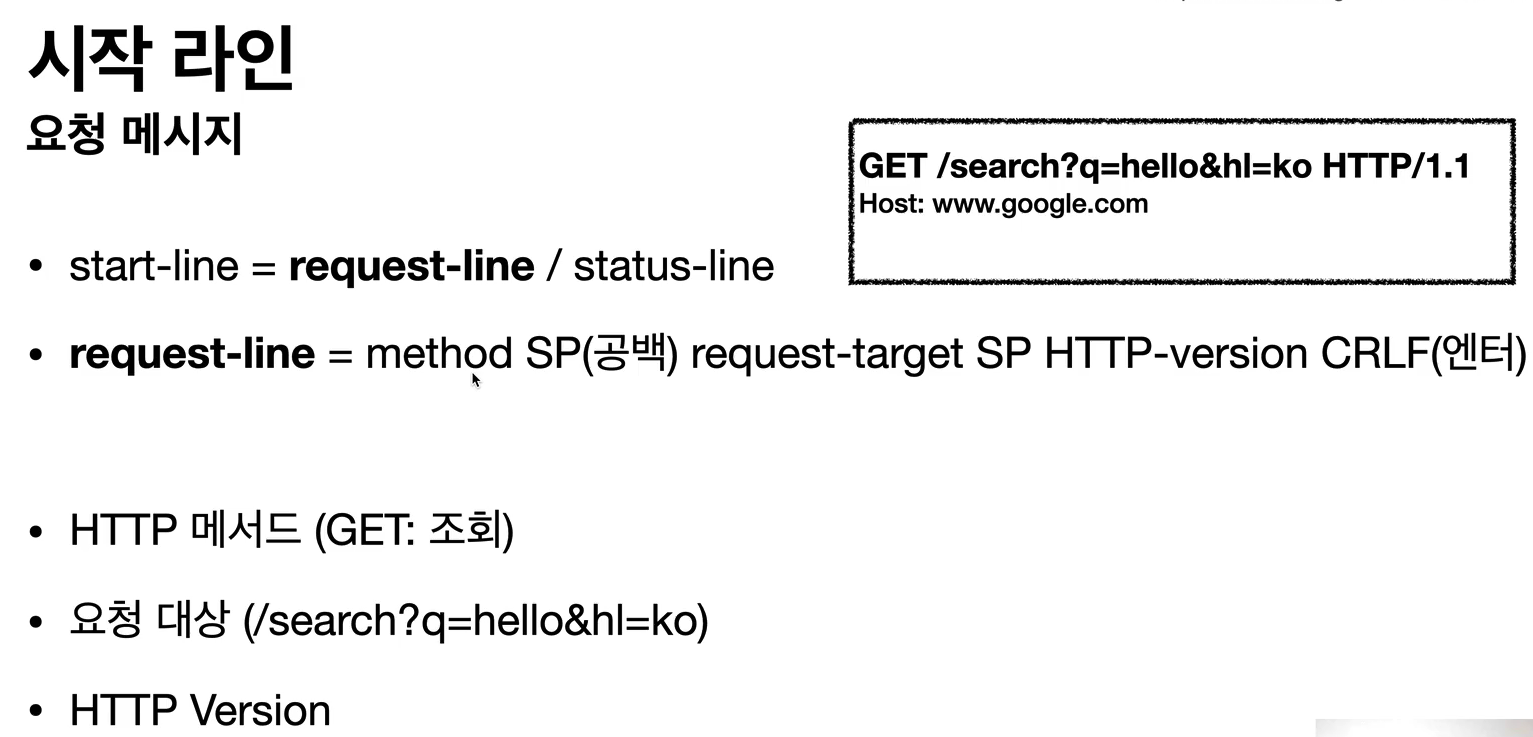 시작 라인
요청 메시지
GET /search?q=hello&hl=ko HTTP/1.1
Host: www.google.com
• start-line = request-line / status-line
• request-line = method SP(공백) request-target SP HTTP-version CRLF(엔터)
• HTTP 메서드 (GET: 조회)
• 요청 대상 (/search?q=hello&hl=ko)
• HTTP Version